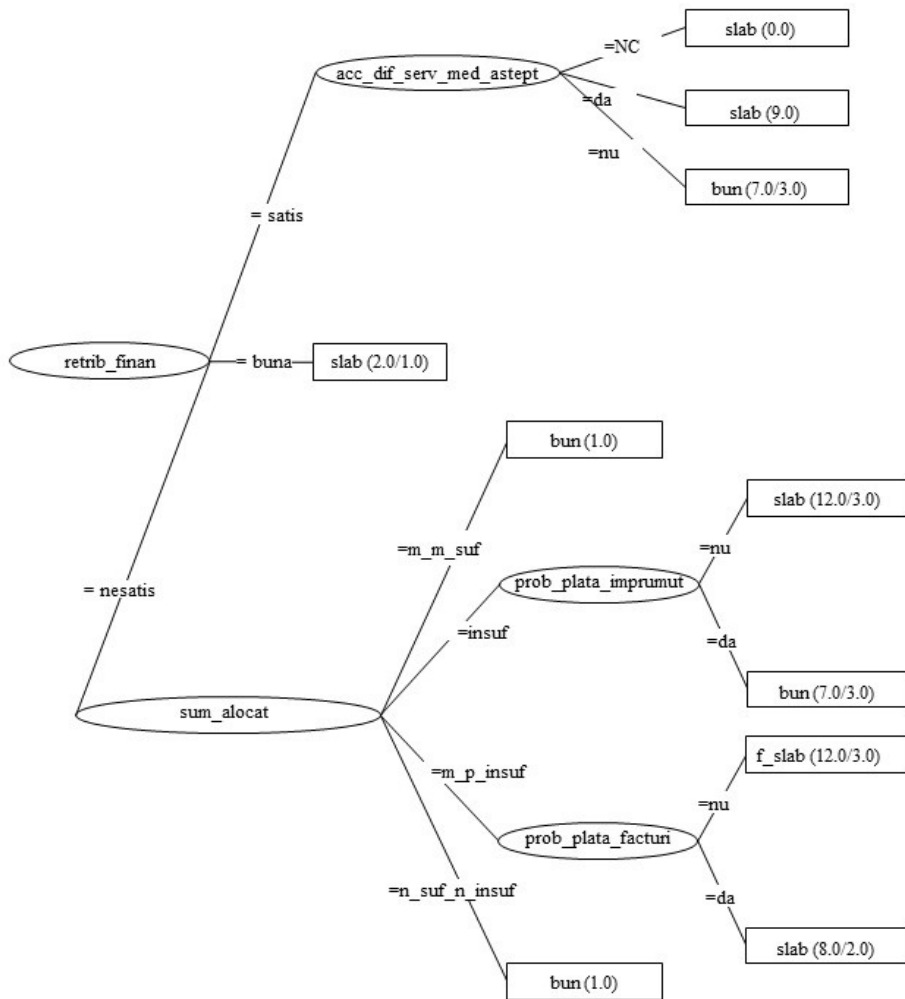 slab (0.0)
=NC
acc_dif_serv_med_astept
=da
slab (9.0)
=nu
bun (7.0/3.0)
= satis
retrib_finan
= buna
slab (2.0/1.0)
bun (1.0)
slab (12.0/3.0)
=m_m_suf
=nu
prob_plata_imprumut
= nesatis
=insuf
=da
bun (7.0/3.0)
sum_alocat
f_slab (12.0/3.0)
=m_p_insuf
=nu
prob_plata_facturi
=n_suf_n_insuf
=da
slab (8.0/2.0)
bun (1.0)